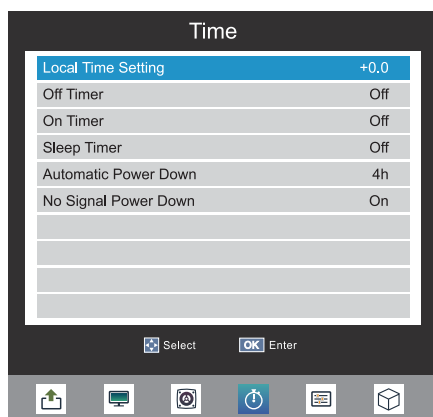 Time
Local Time Setting +0.0
Off Timer Off
On Timer Off
Sleep Timer Off
Automatic Power Down 4h
No Signal Power Down On
Select OK Enter